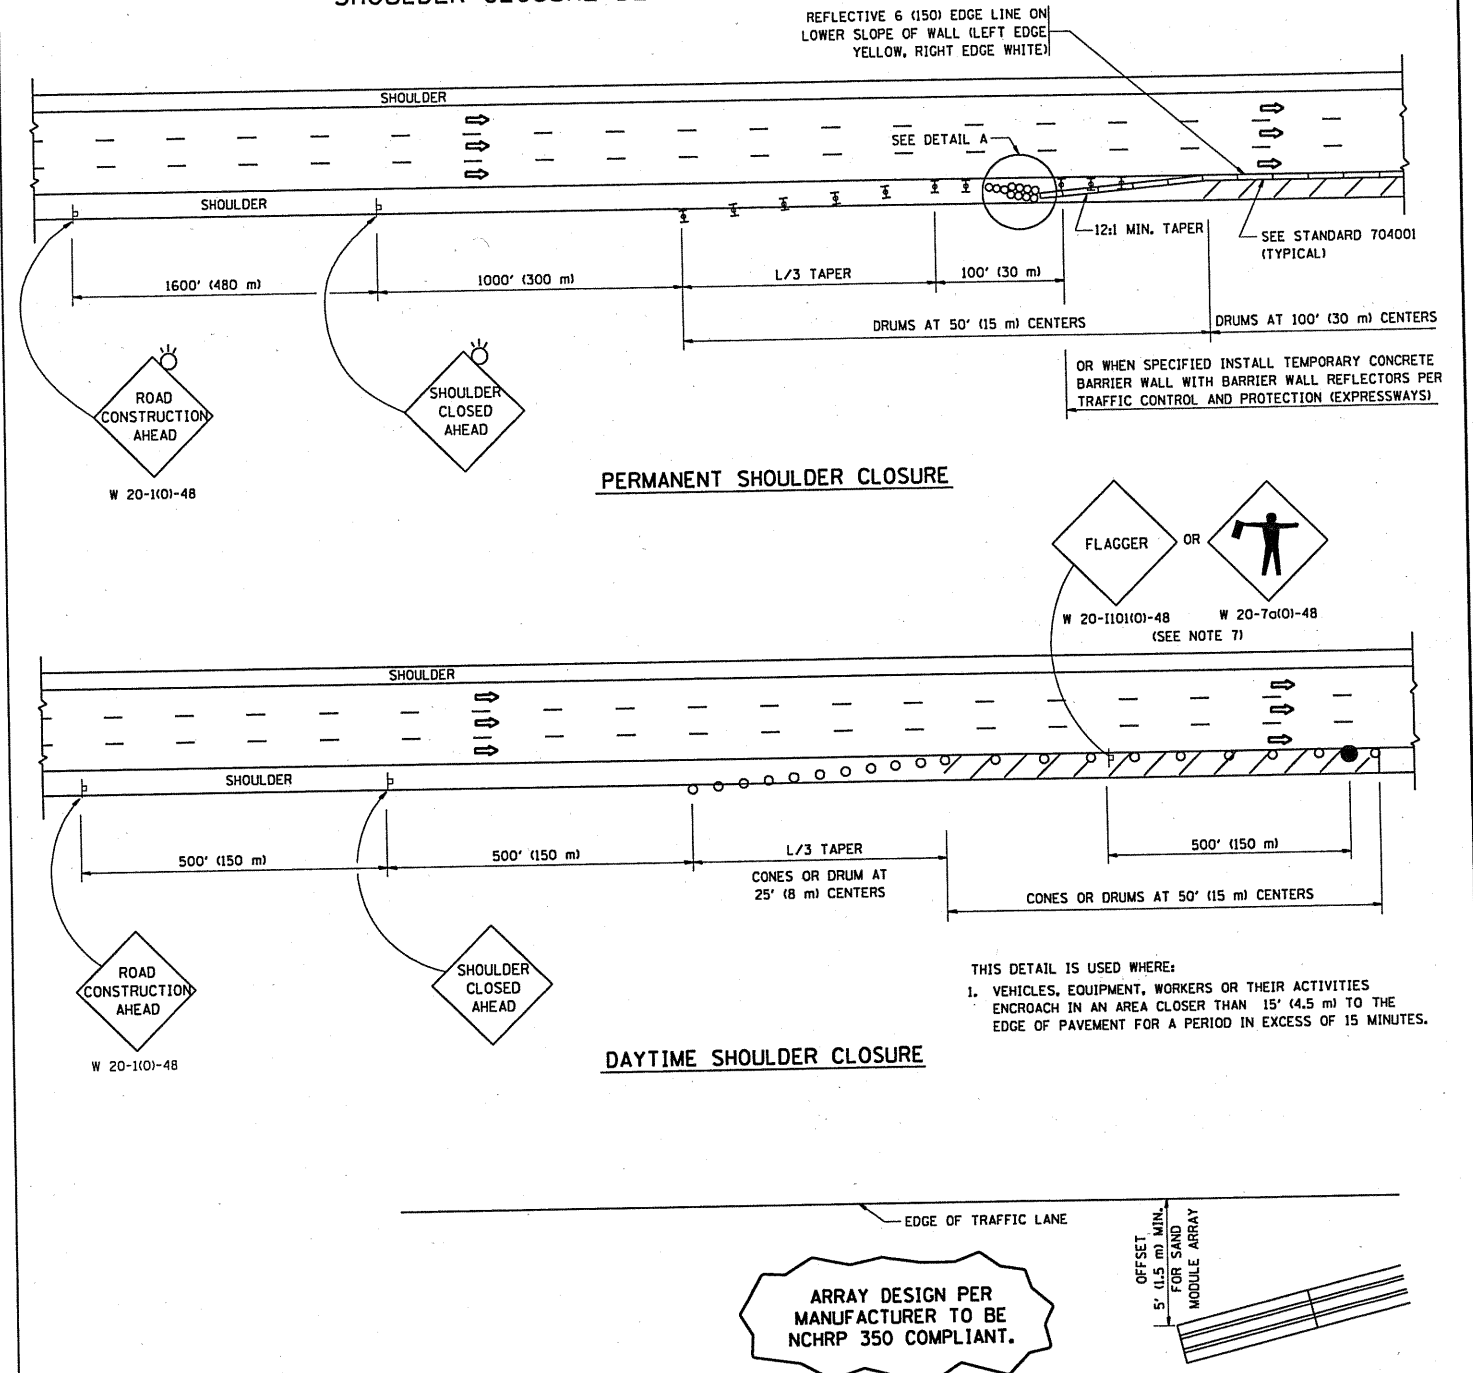 REFLECTIVE 6 (150) EDGE LINE ON
LOWER SLOPE OF WALL (LEFT EDGE
YELLOW, RIGHT EDGE WHITE)
SHOULDER
SEE DETAIL A
SHOULDER
12:1 MIN. TAPER
SEE STANDARD 704001
(TYPICAL)
1600' (480 m)
1000' (300 m)
L/3 TAPER
100' (30 m)
DRUMS AT 50' (15 m) CENTERS
DRUMS AT 100' (30 m) CENTERS
OR WHEN SPECIFIED INSTALL TEMPORARY CONCRETE
BARRIER WALL WITH BARRIER WALL REFLECTORS PER
TRAFFIC CONTROL AND PROTECTION (EXPRESSWAYS)
ROAD
CONSTRUCTION
AHEAD
W 20-1(O)-48
SHOULDER
CLOSED
AHEAD
PERMANENT SHOULDER CLOSURE
FLAGGER
OR
W 20-I101(O)-48
W 20-7a(O)-48
(SEE NOTE 7)
SHOULDER
SHOULDER
500' (150 m)
500' (150 m)
L/3 TAPER
CONES OR DRUM AT
25' (8 m) CENTERS
500' (150 m)
CONES OR DRUMS AT 50' (15 m) CENTERS
ROAD
CONSTRUCTION
AHEAD
W 20-1(O)-48
SHOULDER
CLOSED
AHEAD
THIS DETAIL IS USED WHERE:
1. VEHICLES, EQUIPMENT, WORKERS OR THEIR ACTIVITIES
ENCROACH IN AN AREA CLOSER THAN 15' (4.5 m) TO THE
EDGE OF PAVEMENT FOR A PERIOD IN EXCESS OF 15 MINUTES.
DAYTIME SHOULDER CLOSURE
EDGE OF TRAFFIC LANE
OFFSET
5' (1.5 m) MIN.
FOR SAND
MODULE ARRAY
ARRAY DESIGN PER
MANUFACTURER TO BE
NCHRP 350 COMPLIANT.